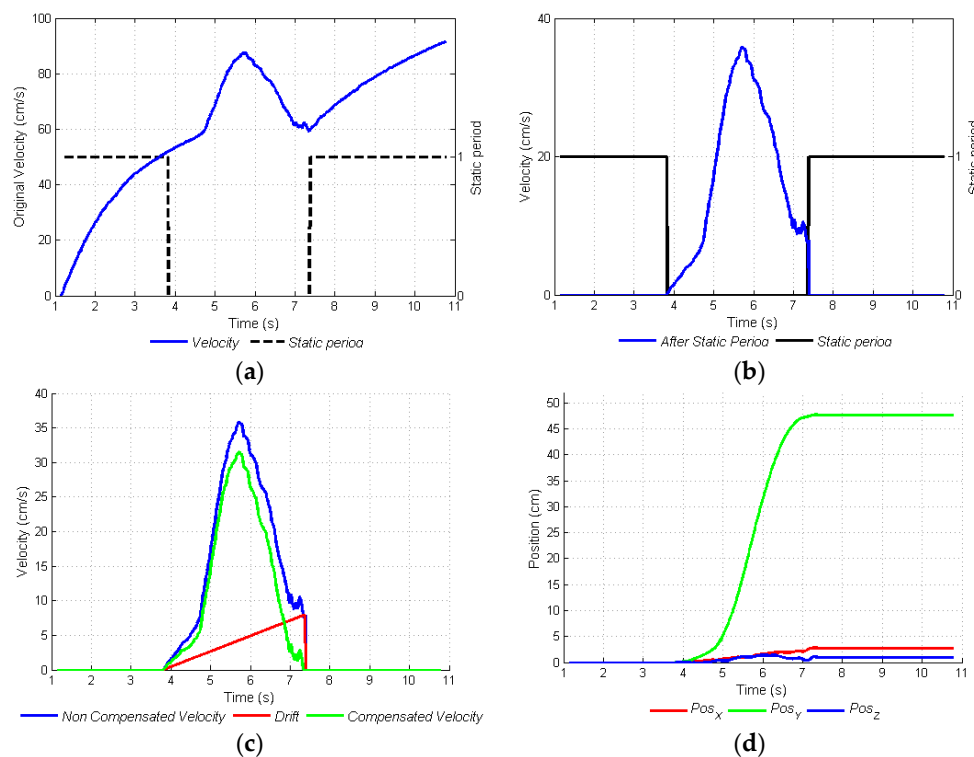 100
80
60
40
20
0
Original Velocity (cm/s)
1
0
Static period
1 2 3 4 5 6 7 8 9 10 11
Time (s)
Velocity Static period
(a)
40
20
0
Velocity (cm/s)
1
0
Static period
1 2 3 4 5 6 7 8 9 10 11
Time (s)
After Static Period Static period
(b)
40
35
30
25
20
15
10
5
0
Velocity (cm/s)
1 2 3 4 5 6 7 8 9 10 11
Time (s)
Non Compensated Velocity Drift Compensated Velocity
(c)
50
45
40
35
30
25
20
15
10
5
0
Position (cm)
1 2 3 4 5 6 7 8 9 10 11
Time (s)
Pos_X Pos_Y Pos_Z
(d)